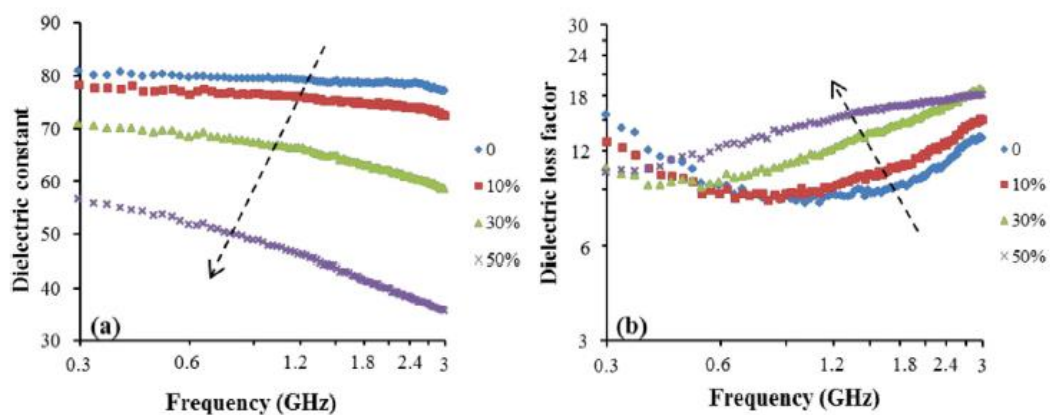 90
80
70
60
50
40
30
Dielectric constant
0
10%
30%
50%
(a)
0.3 0.6 1.2 1.8 2.4 3
Frequency (GHz)
30
24
18
12
6
3
Dielectric loss factor
0
10%
30%
50%
(b)
0.3 0.6 1.2 1.8 2.4 3
Frequency (GHz)